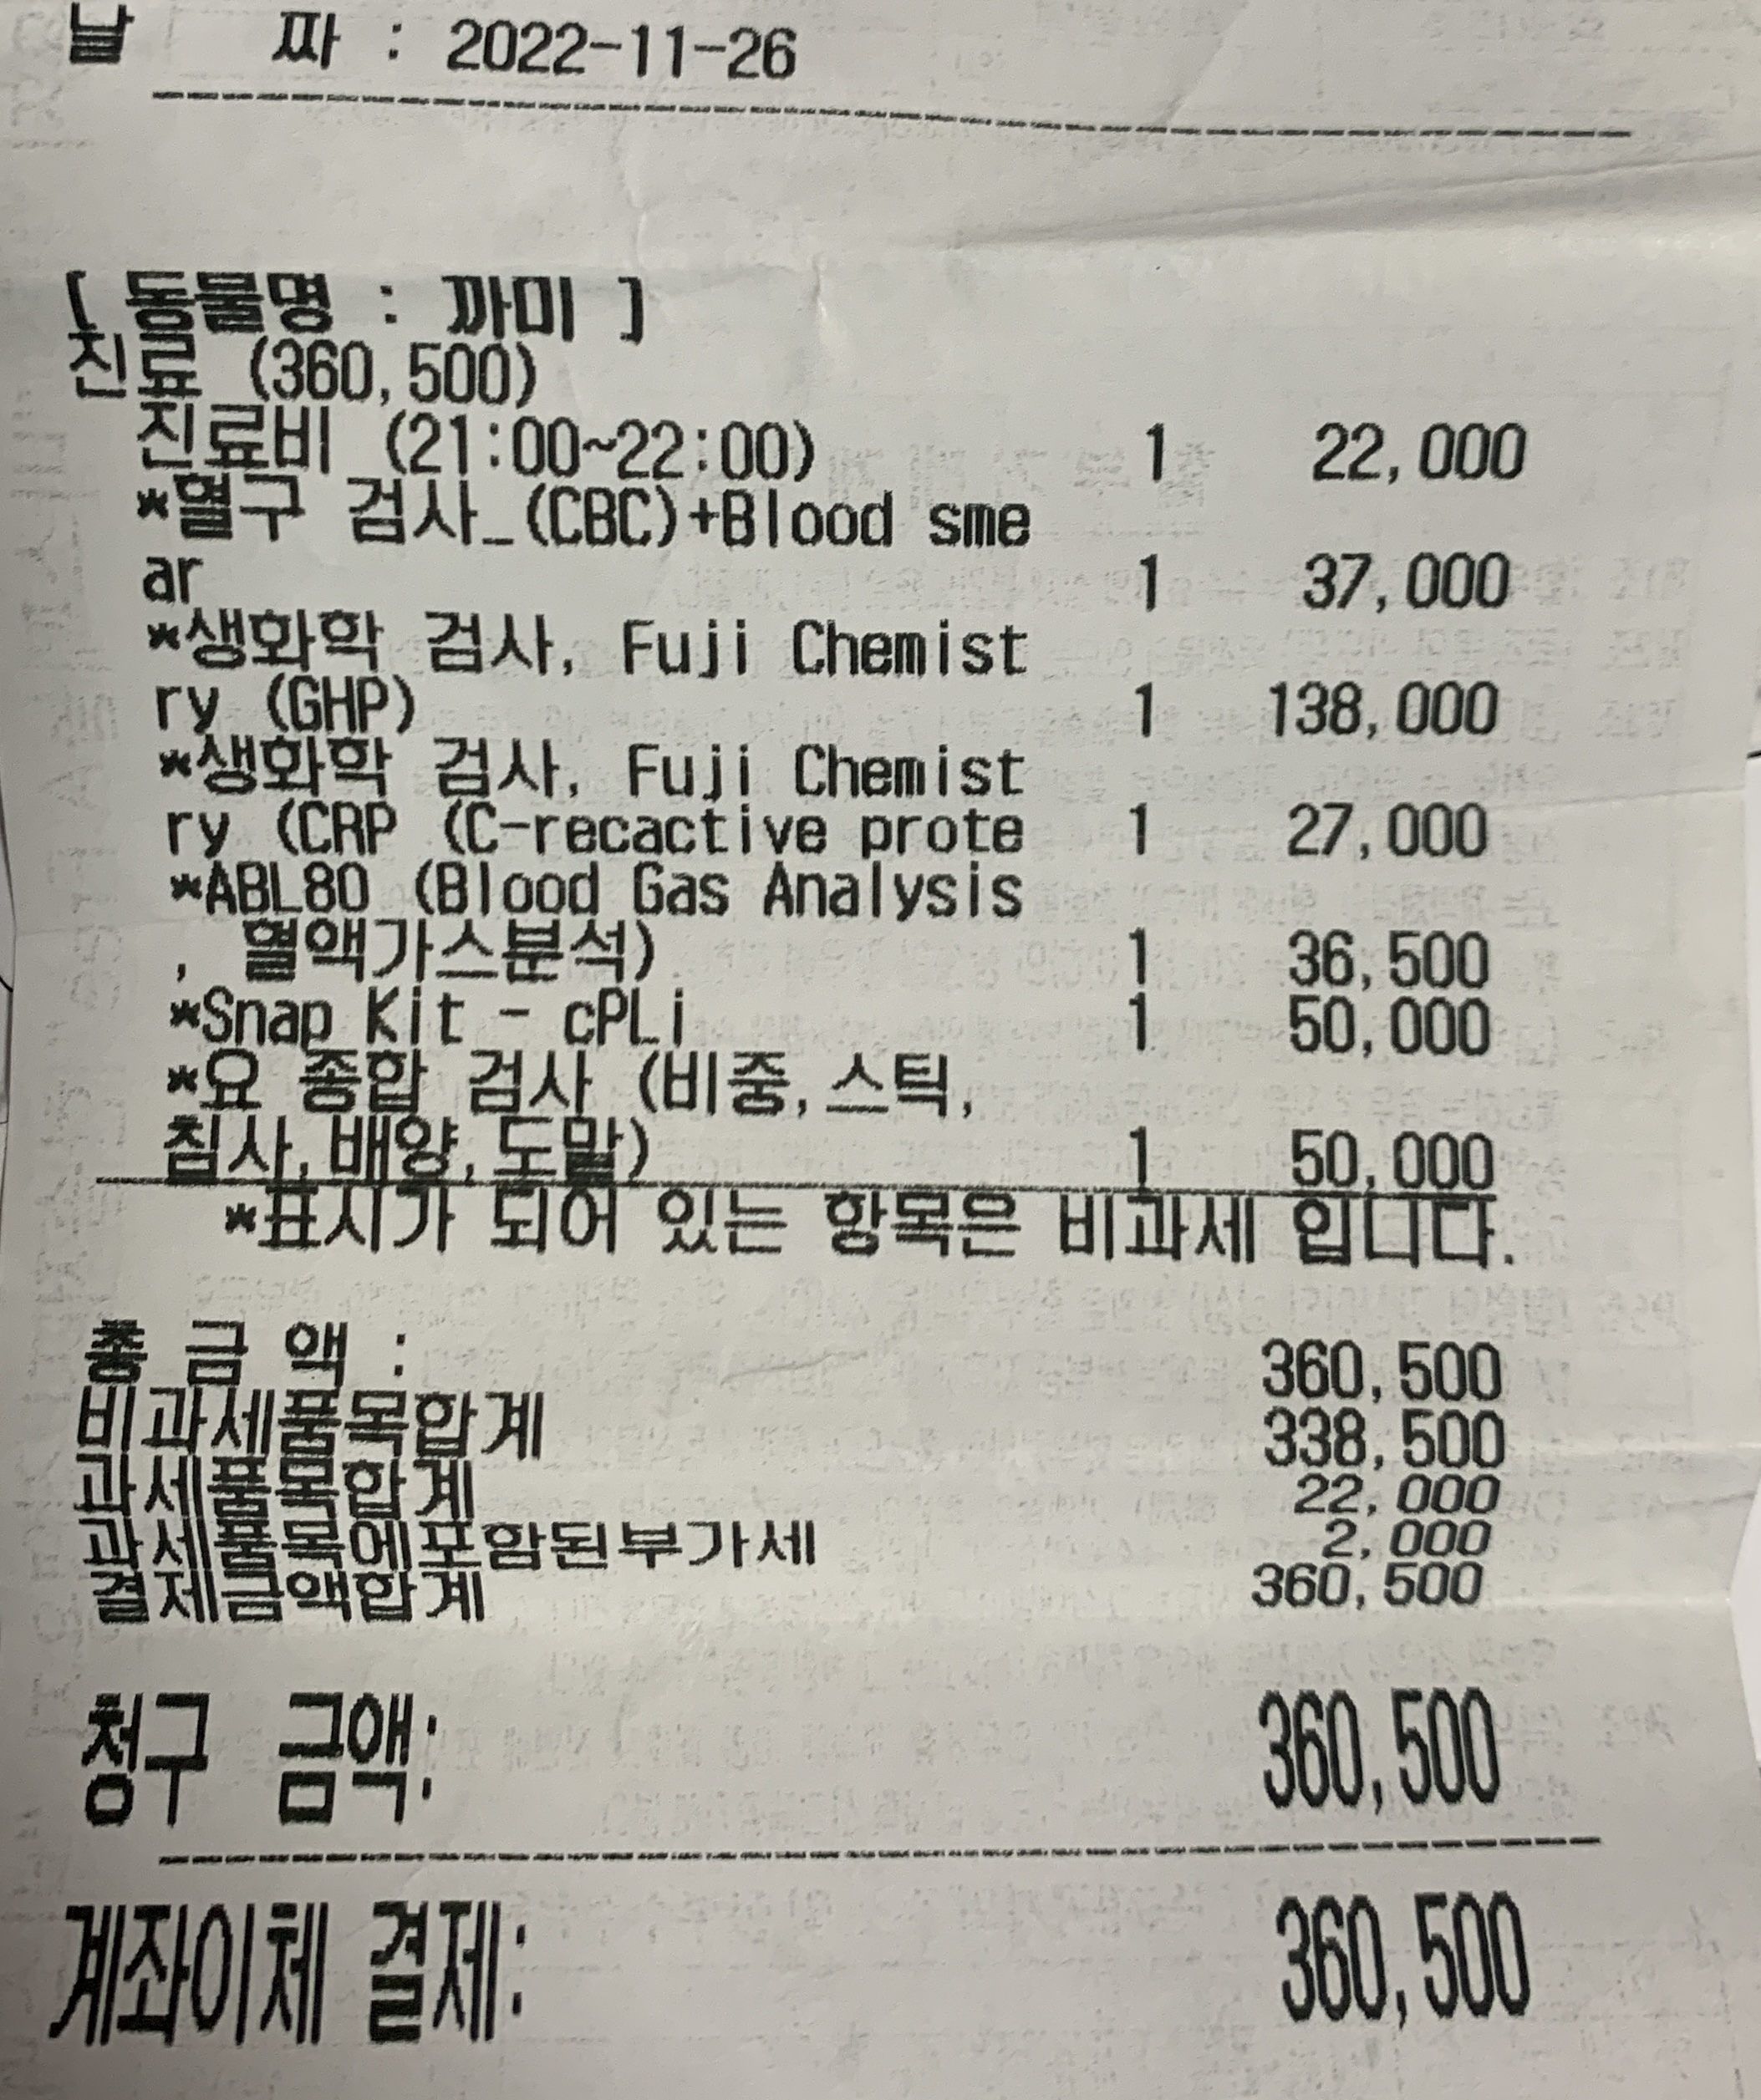 날 짜 : 2022-11-26
[ 동물명 : 까미 ]
진료 (360,500)
진료비 (21:00~22:00) 1 22,000
*혈구 검사_(CBC)+Blood sme
ar 1 37,000
*생화학 검사, Fuji Chemist
ry (GHP) 1 138,000
*생화학 검사, Fuji Chemist
ry (CRP (C-recactive prote 1 27,000
*ABL80 (Blood Gas Analysis
, 혈액가스분석) 1 36,500
*Snap Kit - cPLi 1 50,000
*요 종합 검사 (비중,스틱,
침사,배양,도말) 1 50,000
*표시가 되어 있는 항목은 비과세 입니다.
총 금 액 : 360,500
비과세품목합계 338,500
과세품목합계 22,000
과세품목에포함된부가세 2,000
결제금액합계 360,500
청구 금액: 360,500
계좌이체 결제: 360,500